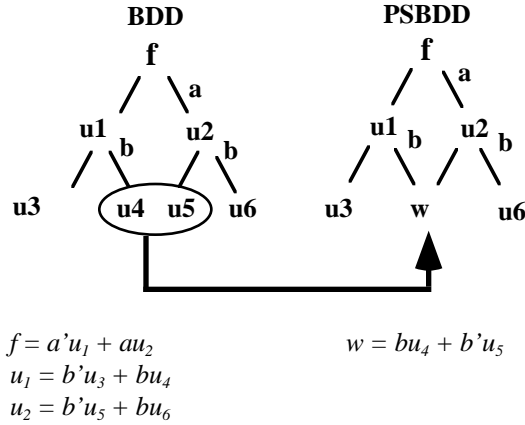 BDD PSBDD
f f
a a
u1 b u2 b u1 b u2 b
u3 u4 u5 u6 u3 w u6
f = a’u1 + au2 w = bu4 + b’u5
u1 = b’u3 + bu4
u2 = b’u5 + bu6